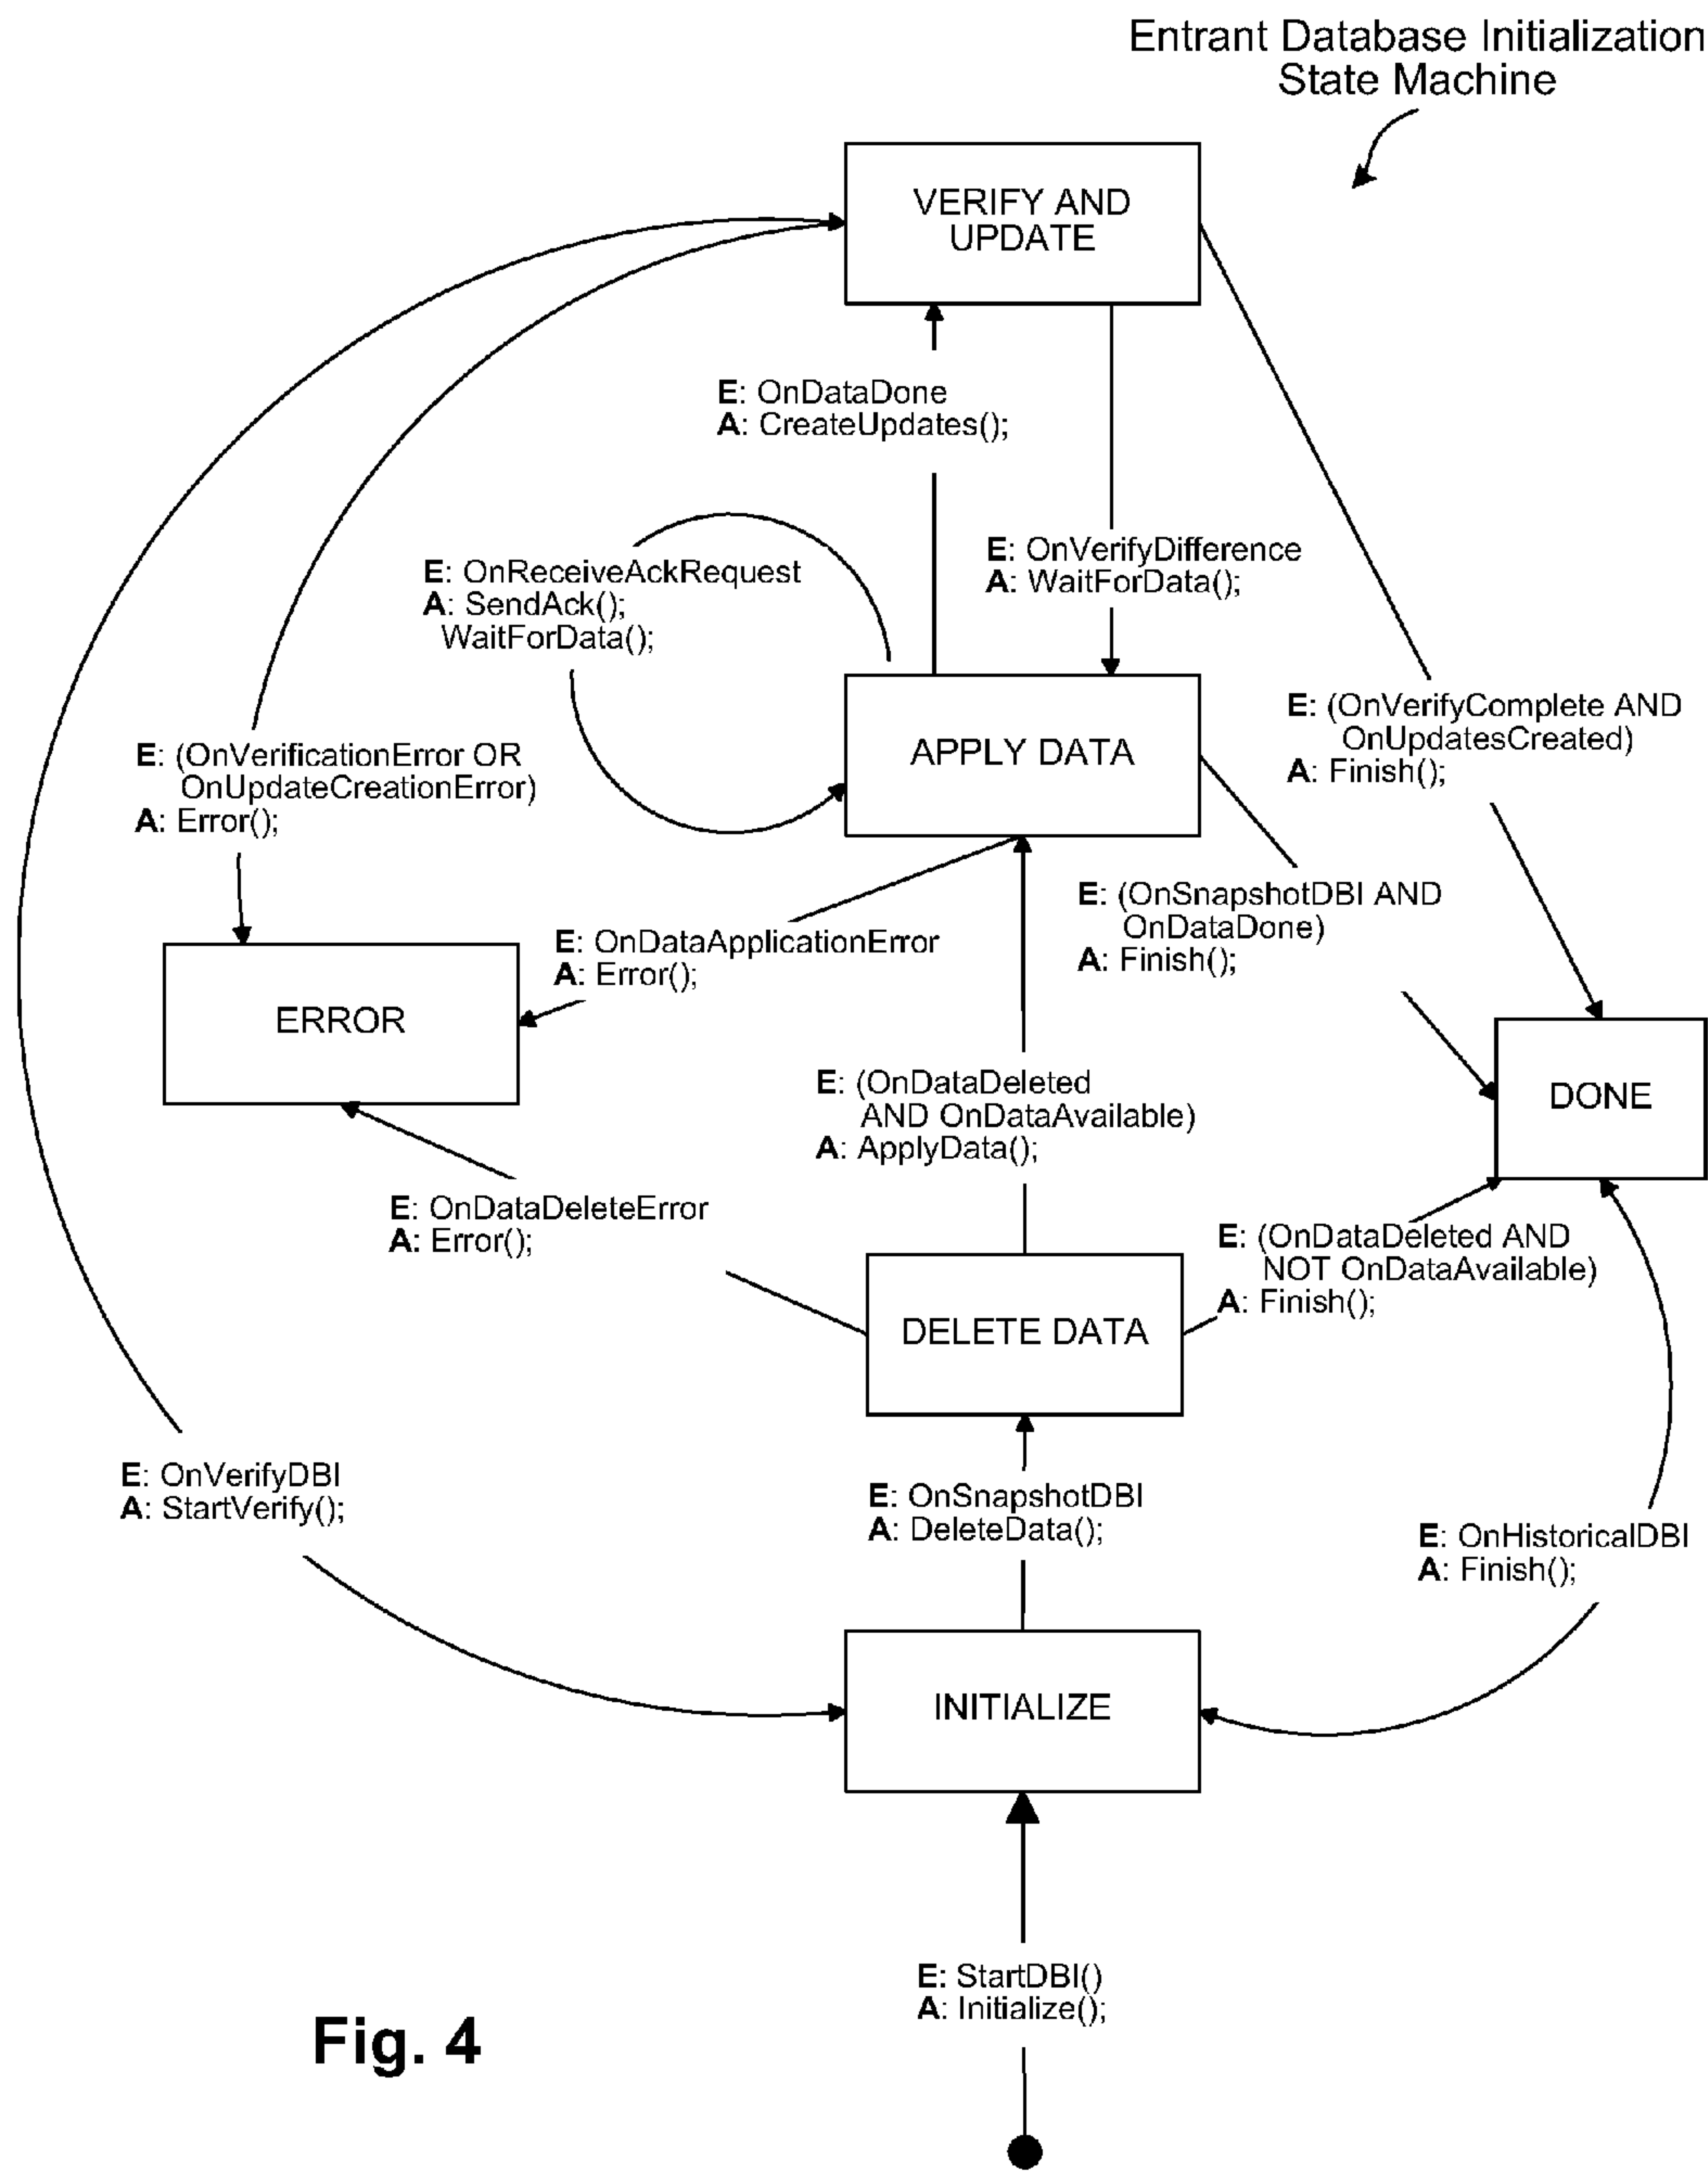 Entrant Database Initialization
State Machine
VERIFY AND
UPDATE
E: OnDataDone
A: CreateUpdates();
E: OnVerifyDifference
A: WaitForData();
E: OnReceiveAckRequest
A: SendAck();
WaitForData();
E: (OnVerifyComplete AND
OnUpdatesCreated)
A: Finish();
E: (OnVerificationError OR
OnUpdateCreationError)
A: Error();
APPLY DATA
E: (OnSnapshotDBI AND
OnDataDone)
A: Finish();
E: OnDataApplicationError
A: Error();
ERROR
DONE
E: (OnDataDeleted
AND OnDataAvailable)
A: ApplyData();
E: OnDataDeleteError
A: Error();
E: (OnDataDeleted AND
NOT OnDataAvailable)
A: Finish();
DELETE DATA
E: OnVerifyDBI
A: StartVerify();
E: OnSnapshotDBI
A: DeleteData();
E: OnHistoricalDBI
A: Finish();
INITIALIZE
E: StartDBI()
A: Initialize();
Fig. 4